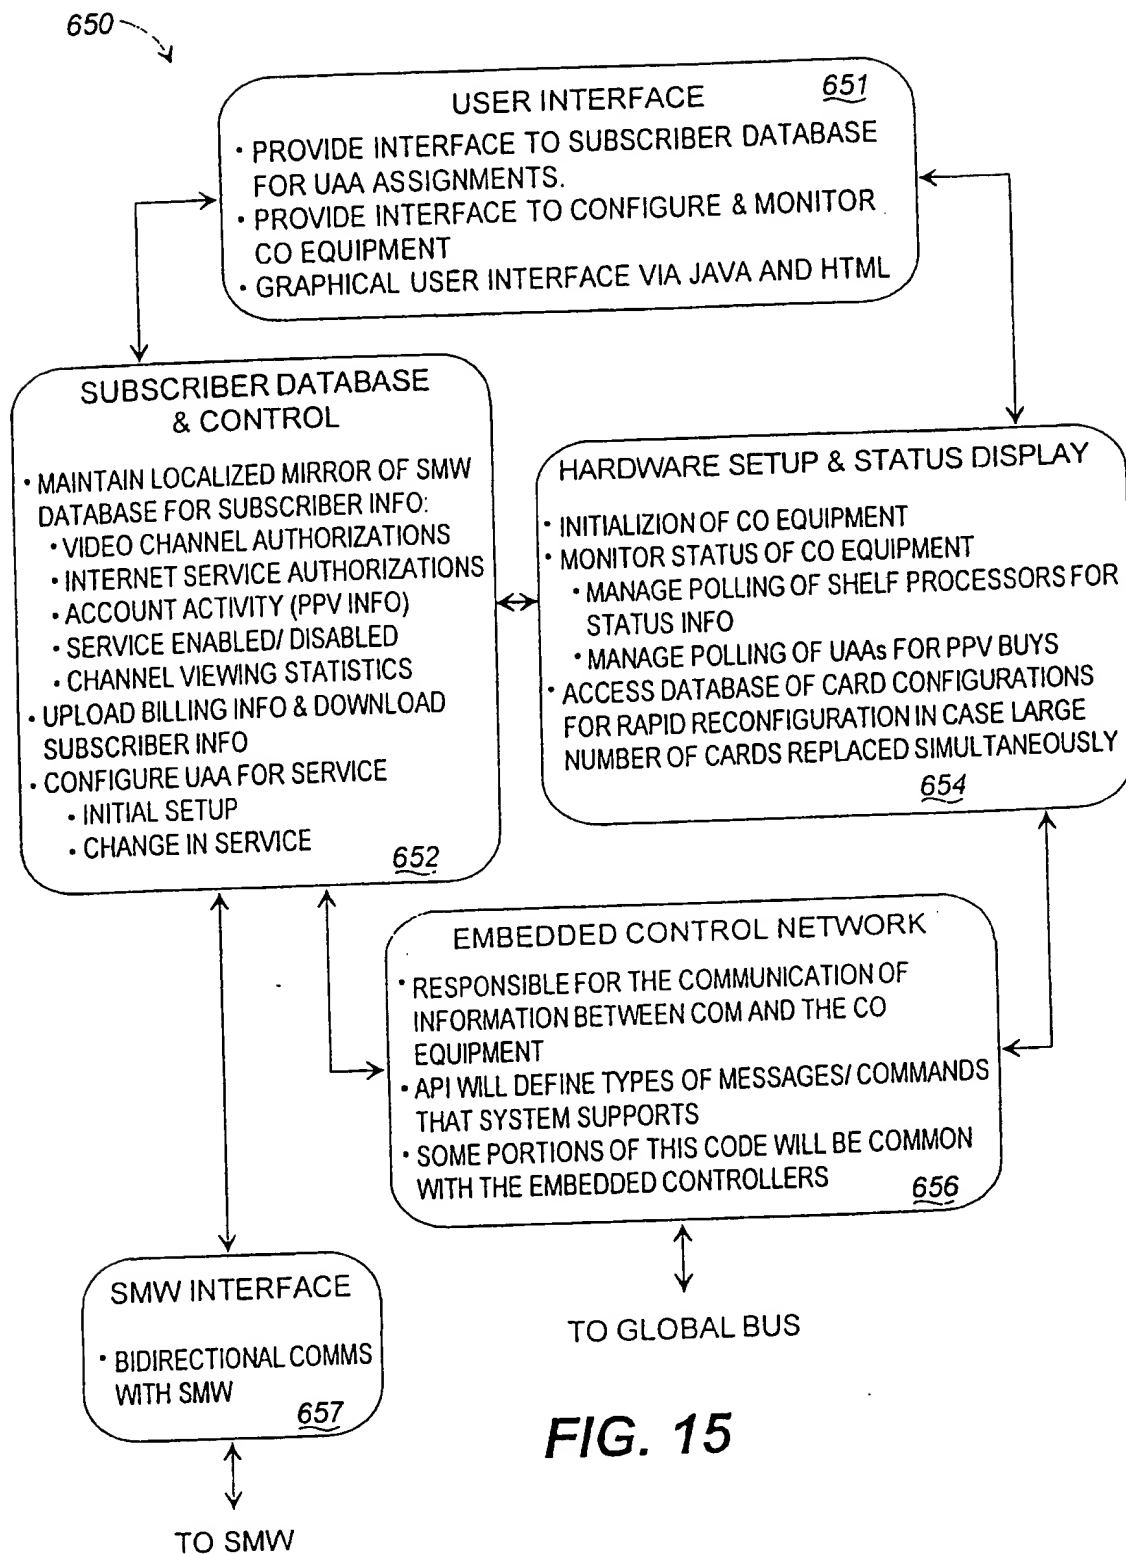 650
USER INTERFACE 651
• PROVIDE INTERFACE TO SUBSCRIBER DATABASE
FOR UAA ASSIGNMENTS.
• PROVIDE INTERFACE TO CONFIGURE & MONITOR
CO EQUIPMENT
• GRAPHICAL USER INTERFACE VIA JAVA AND HTML
SUBSCRIBER DATABASE
& CONTROL
• MAINTAIN LOCALIZED MIRROR OF SMW
DATABASE FOR SUBSCRIBER INFO:
• VIDEO CHANNEL AUTHORIZATIONS
• INTERNET SERVICE AUTHORIZATIONS
• ACCOUNT ACTIVITY (PPV INFO)
• SERVICE ENABLED/ DISABLED
• CHANNEL VIEWING STATISTICS
• UPLOAD BILLING INFO & DOWNLOAD
SUBSCRIBER INFO
• CONFIGURE UAA FOR SERVICE
• INITIAL SETUP
• CHANGE IN SERVICE
652
HARDWARE SETUP & STATUS DISPLAY
• INITIALIZION OF CO EQUIPMENT
• MONITOR STATUS OF CO EQUIPMENT
• MANAGE POLLING OF SHELF PROCESSORS FOR
STATUS INFO
• MANAGE POLLING OF UAAs FOR PPV BUYS
• ACCESS DATABASE OF CARD CONFIGURATIONS
FOR RAPID RECONFIGURATION IN CASE LARGE
NUMBER OF CARDS REPLACED SIMULTANEOUSLY
654
EMBEDDED CONTROL NETWORK
• RESPONSIBLE FOR THE COMMUNICATION OF
INFORMATION BETWEEN COM AND THE CO
EQUIPMENT
• API WILL DEFINE TYPES OF MESSAGES/ COMMANDS
THAT SYSTEM SUPPORTS
• SOME PORTIONS OF THIS CODE WILL BE COMMON
WITH THE EMBEDDED CONTROLLERS
656
SMW INTERFACE
• BIDIRECTIONAL COMMS
WITH SMW
657
TO GLOBAL BUS
TO SMW
FIG. 15